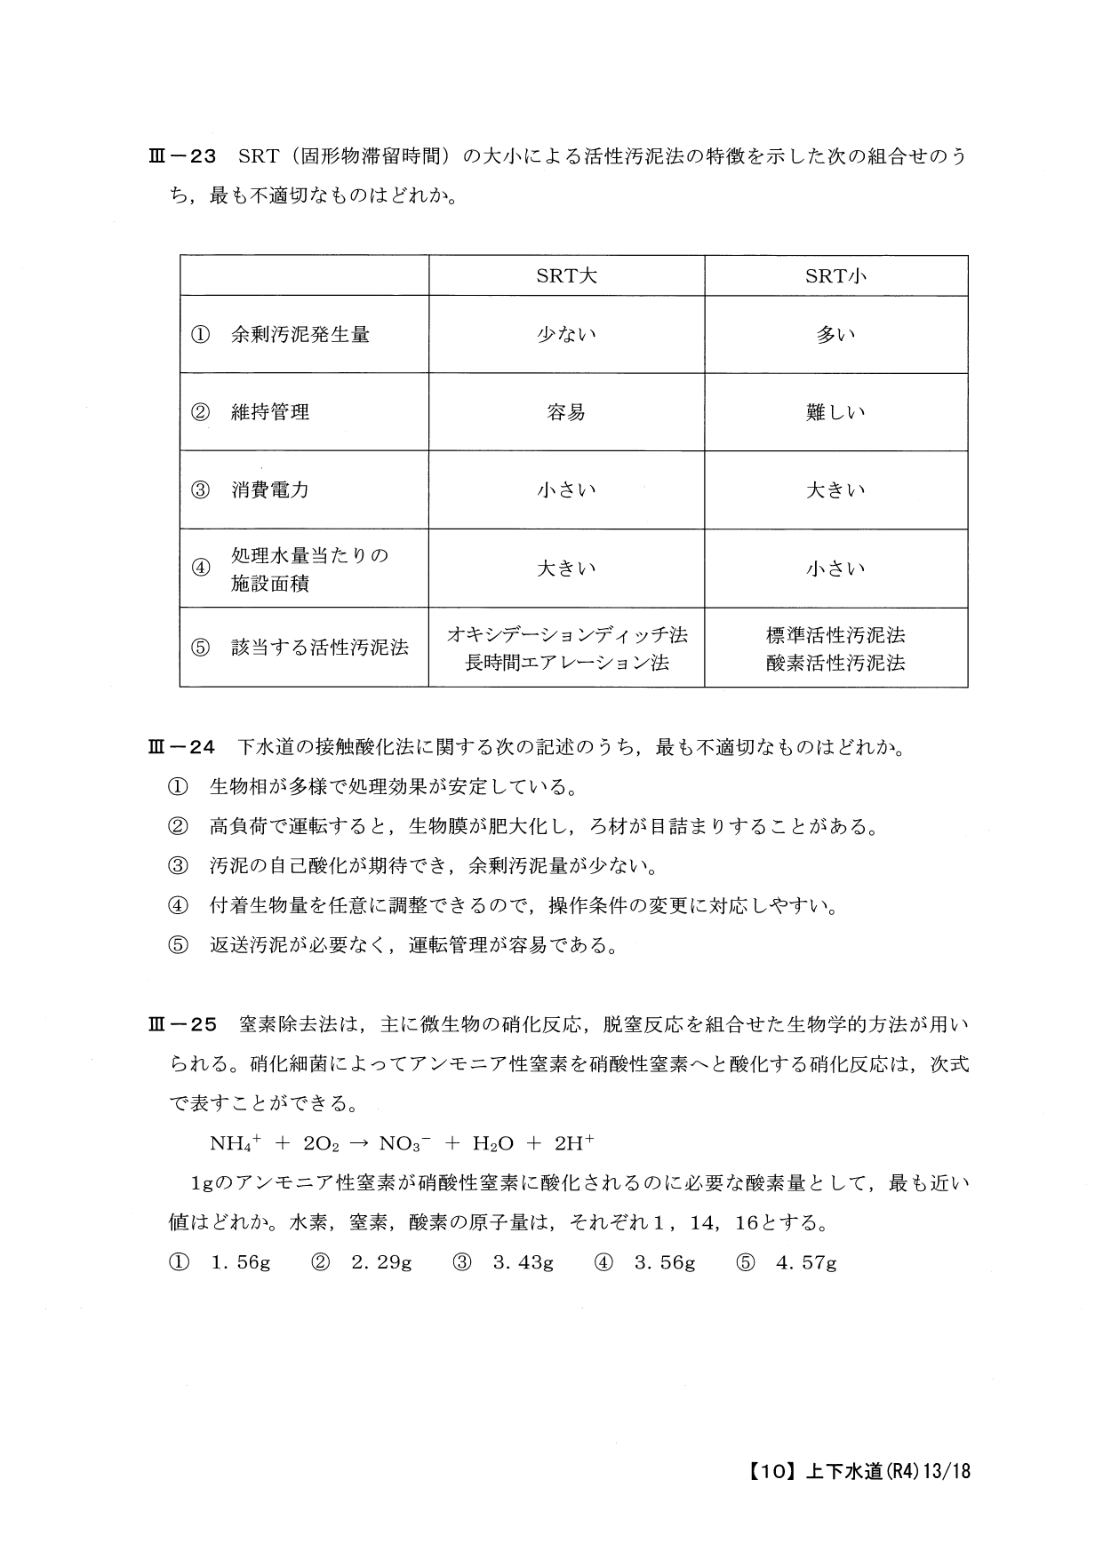 Ⅲ－23　SRT（固形物滞留時間）の大小による活性汚泥法の特徴を示した次の組合せのう
ち，最も不適切なものはどれか。
SRT大　SRT小
①　余剰汚泥発生量　少ない　多い
②　維持管理　容易　難しい
③　消費電力　小さい　大きい
④　処理水量当たりの
施設面積　大きい　小さい
⑤　該当する活性汚泥法　オキシデーションディッチ法　標準活性汚泥法
長時間エアレーション法　酸素活性汚泥法
Ⅲ－24　下水道の接触酸化法に関する次の記述のうち，最も不適切なものはどれか。
①　生物相が多様で処理効果が安定している。
②　高負荷で運転すると，生物膜が肥大化し，ろ材が目詰まりすることがある。
③　汚泥の自己酸化が期待でき，余剰汚泥量が少ない。
④　付着生物量を任意に調整できるので，操作条件の変更に対応しやすい。
⑤　返送汚泥が必要なく，運転管理が容易である。
Ⅲ－25　窒素除去法は，主に微生物の硝化反応，脱窒反応を組合せた生物学的方法が用い
られる。硝化細菌によってアンモニア性窒素を硝酸性窒素へと酸化する硝化反応は，次式
で表すことができる。
NH₄⁺ ＋ 2O₂ → NO₃⁻ ＋ H₂O ＋ 2H⁺
1gのアンモニア性窒素が硝酸性窒素に酸化されるのに必要な酸素量として，最も近い
値はどれか。水素，窒素，酸素の原子量は，それぞれ1，14，16とする。
①　1.56g　②　2.29g　③　3.43g　④　3.56g　⑤　4.57g
【10】上下水道(R4)13/18